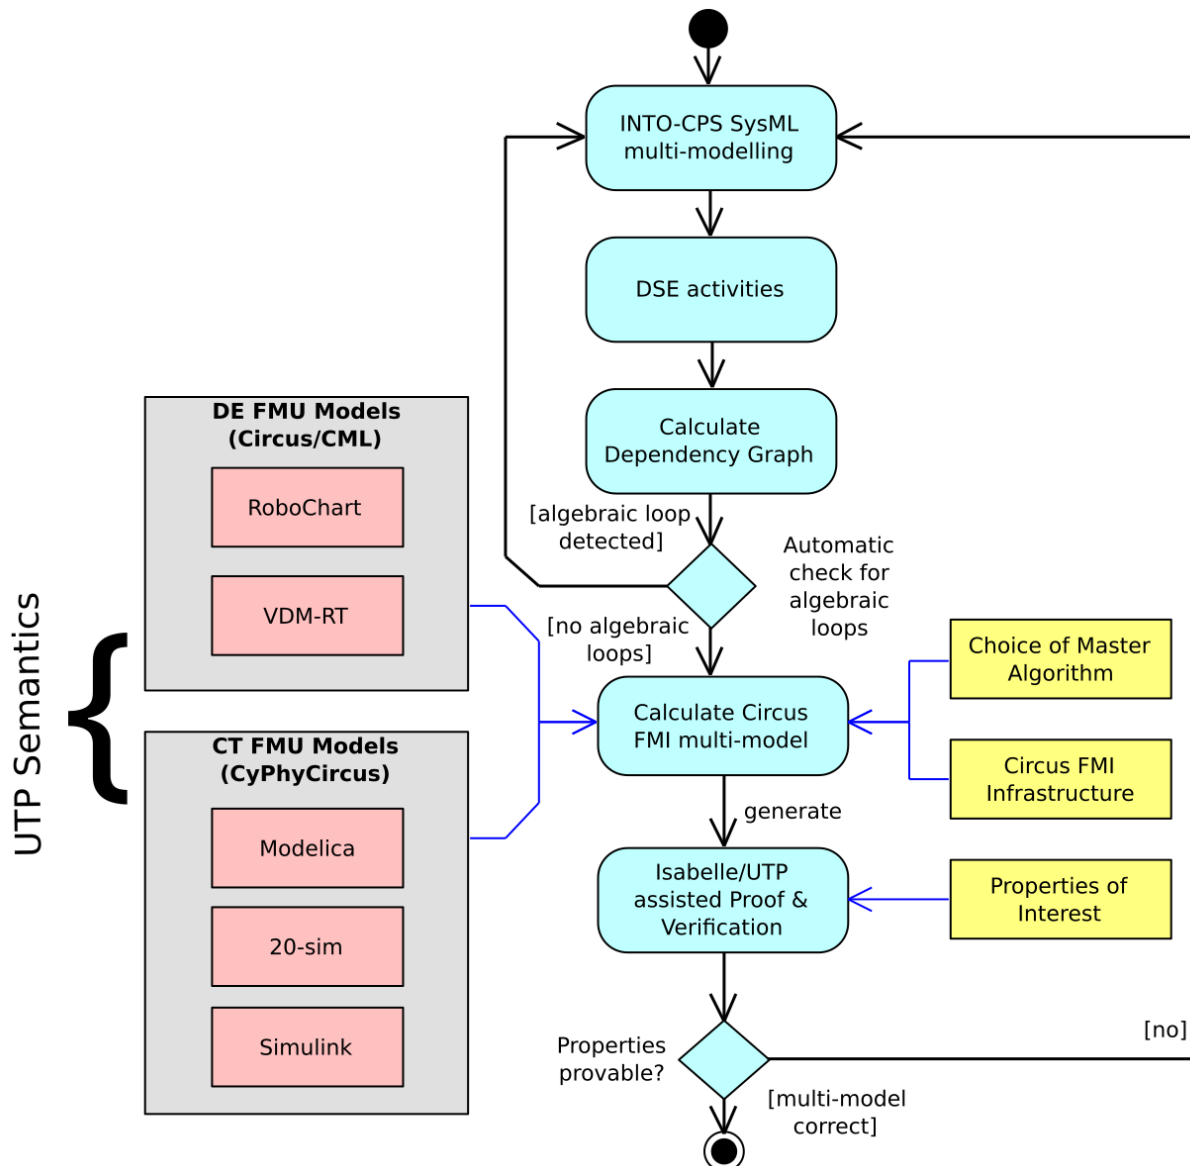 INTO-CPS SysML
multi-modelling
DSE activities
Calculate
Dependency Graph
[algebraic loop
detected]
Automatic
check for
algebraic
loops
[no algebraic
loops]
DE FMU Models
(Circus/CML)
RoboChart
VDM-RT
UTP Semantics
{
CT FMU Models
(CyPhyCircus)
Modelica
20-sim
Simulink
Calculate Circus
FMI multi-model
Choice of Master
Algorithm
Circus FMI
Infrastructure
generate
Isabelle/UTP
assisted Proof &
Verification
Properties of
Interest
Properties
provable?
[no]
[multi-model
correct]